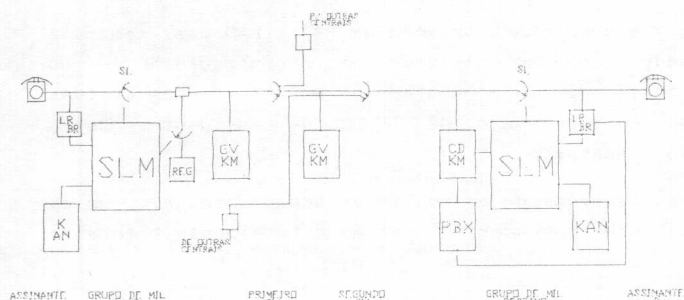 P/ OUTRAS
CENTRAIS
SL
SL
LR
BR
SLM
REG
GV
KM
GV
KM
CD
KM
SLM
LR
BR
K
AN
PBX
KAN
DE OUTRAS
CENTRAIS
ASSINANTE
GRUPO DE MIL
PRIMEIRO
SEGUNDO
GRUPO DE MIL
ASSINANTE